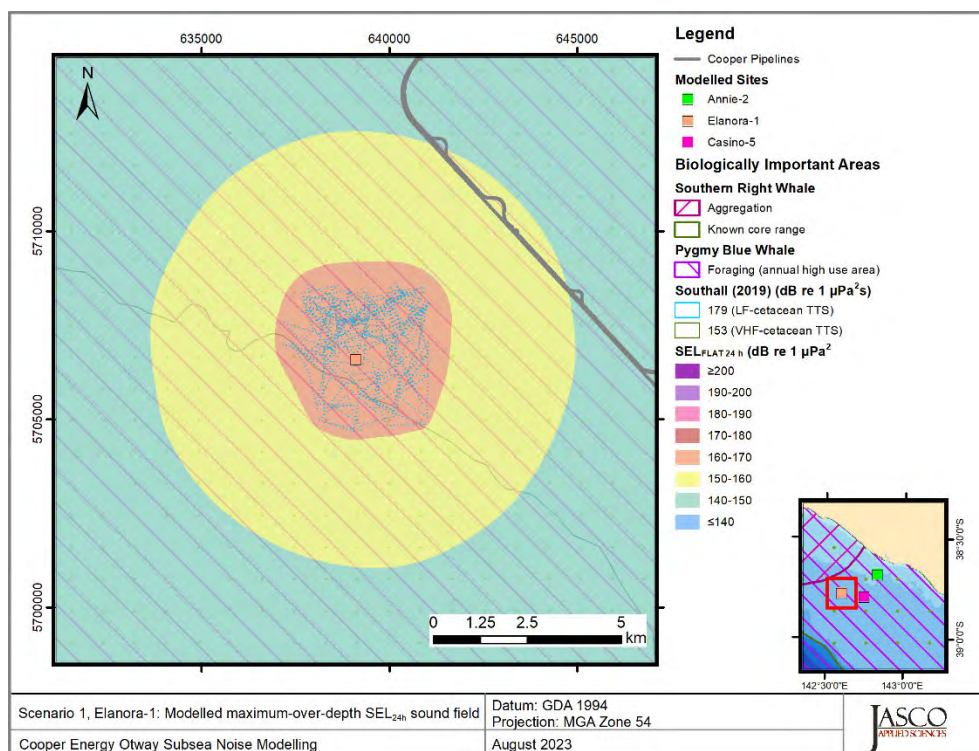 635000
640000
645000
N
5710000
5705000
5700000
0 1.25 2.5 5
km
Legend
Cooper Pipelines
Modelled Sites
Annie-2
Elanora-1
Casino-5
Biologically Important Areas
Southern Right Whale
Aggregation
Known core range
Pygmy Blue Whale
Foraging (annual high use area)
Southall (2019) (dB re 1 µPa²s)
179 (LF-cetacean TTS)
153 (VHF-cetacean TTS)
SELFLAT 24 h (dB re 1 µPa²
≥200
190-200
180-190
170-180
160-170
150-160
140-150
≤140
38°30'S
39°0'S
142°30'0"E
143°0'E
Scenario 1, Elanora-1: Modelled maximum-over-depth SEL24h sound field
Cooper Energy Otway Subsea Noise Modelling
Datum: GDA 1994
Projection: MGA Zone 54
August 2023
JASCO
APPLIED SCIENCES